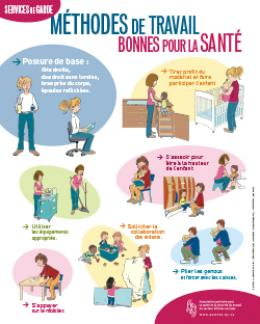 SERVICES DE GARDE
MÉTHODES DE TRAVAIL
BONNES POUR LA SANTÉ
Posture de base :
tête droite,
dos droit sans torsion,
bras près du corps,
épaules relâchées.
Tirer profit du
matériel et faire
participer l'enfant
S'asseoir pour
être à la hauteur
de l'enfant
Utiliser
les équipements
appropriés.
Solliciter la
collaboration
des autres.
Plier les genoux
et forcer avec les cuisses.
S'appuyer
sur le mobilier.